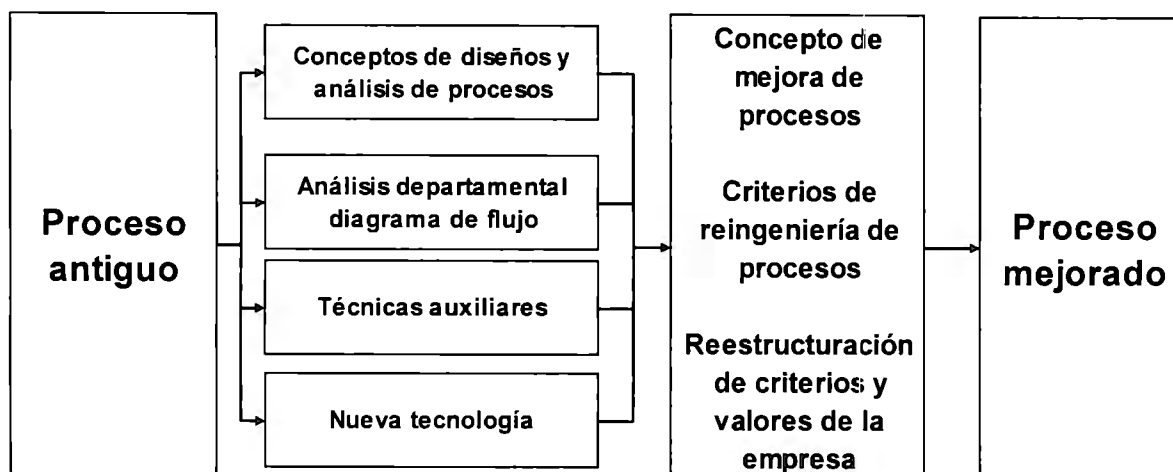 Proceso
antiguo
Conceptos de diseños y
análisis de procesos
Análisis departamental
diagrama de flujo
Técnicas auxiliares
Nueva tecnología
Concepto de
mejora de
procesos
Criterios de
reingeniería de
procesos
Reestructuración
de criterios y
valores de la
empresa
Proceso
mejorado